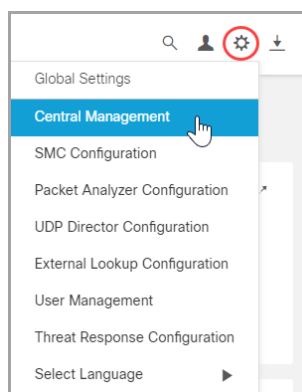 Global Settings
Central Management
SMC Configuration
Packet Analyzer Configuration
UDP Director Configuration
External Lookup Configuration
User Management
Threat Response Configuration
Select Language